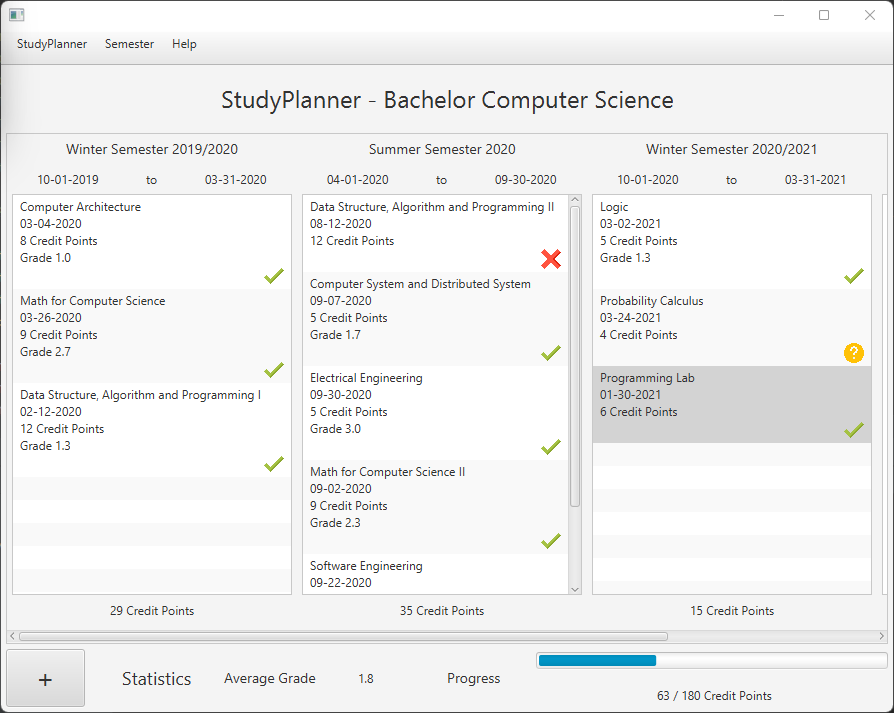 StudyPlanner Semester Help
StudyPlanner - Bachelor Computer Science
Winter Semester 2019/2020
10-01-2019 to 03-31-2020
Computer Architecture
03-04-2020
8 Credit Points
Grade 1.0
Math for Computer Science
03-26-2020
9 Credit Points
Grade 2.7
Data Structure, Algorithm and Programming I
02-12-2020
12 Credit Points
Grade 1.3
29 Credit Points
Summer Semester 2020
04-01-2020 to 09-30-2020
Data Structure, Algorithm and Programming II
08-12-2020
12 Credit Points
Computer System and Distributed System
09-07-2020
5 Credit Points
Grade 1.7
Electrical Engineering
09-30-2020
5 Credit Points
Grade 3.0
Math for Computer Science II
09-02-2020
9 Credit Points
Grade 2.3
Software Engineering
09-22-2020
35 Credit Points
Winter Semester 2020/2021
10-01-2020 to 03-31-2021
Logic
03-02-2021
5 Credit Points
Grade 1.3
Probability Calculus
03-24-2021
4 Credit Points
?
Programming Lab
01-30-2021
6 Credit Points
15 Credit Points
+
Statistics Average Grade 1.8 Progress
63 / 180 Credit Points